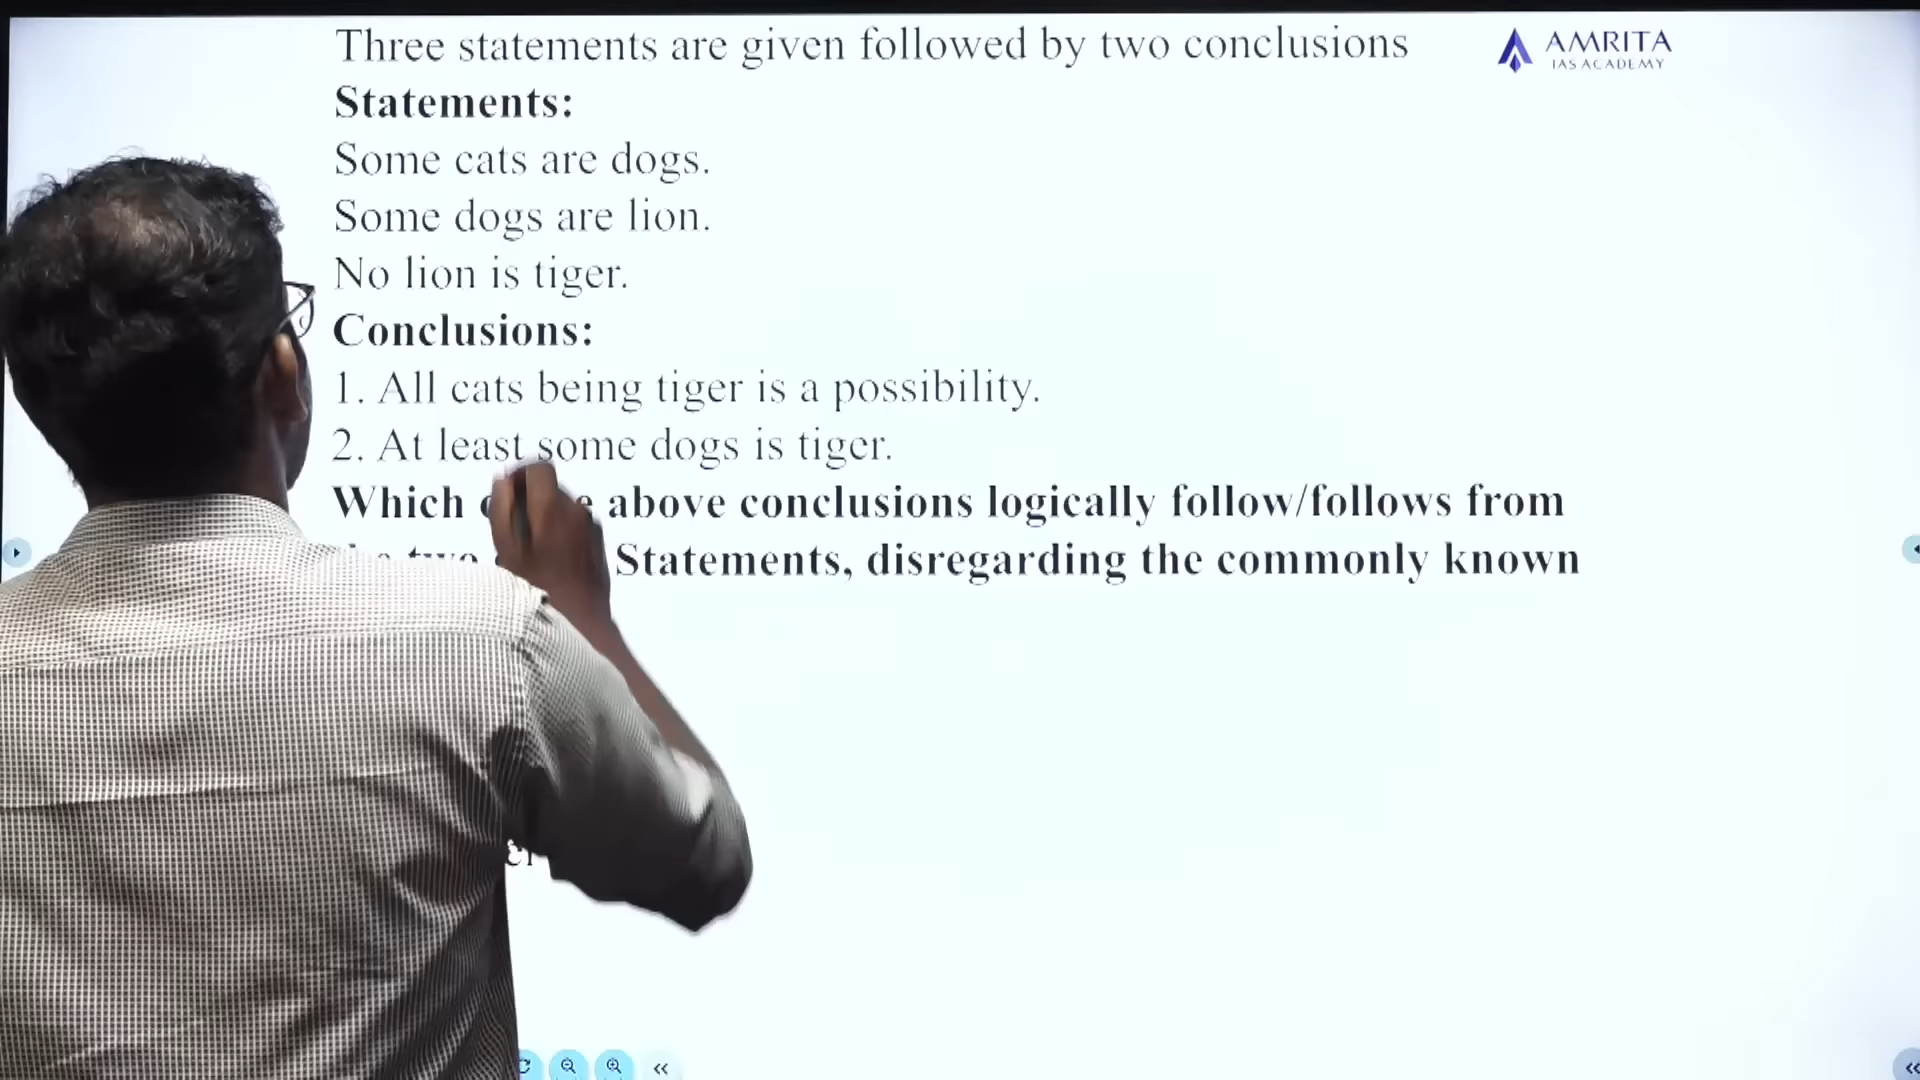 Three statements are given followed by two conclusions
AMRITA
IAS ACADEMY
Statements:
Some cats are dogs.
Some dogs are lion.
No lion is tiger.
Conclusions:
1. All cats being tiger is a possibility.
2. At least some dogs is tiger.
Which above conclusions logically follow/follows from
two Statements, disregarding the commonly known